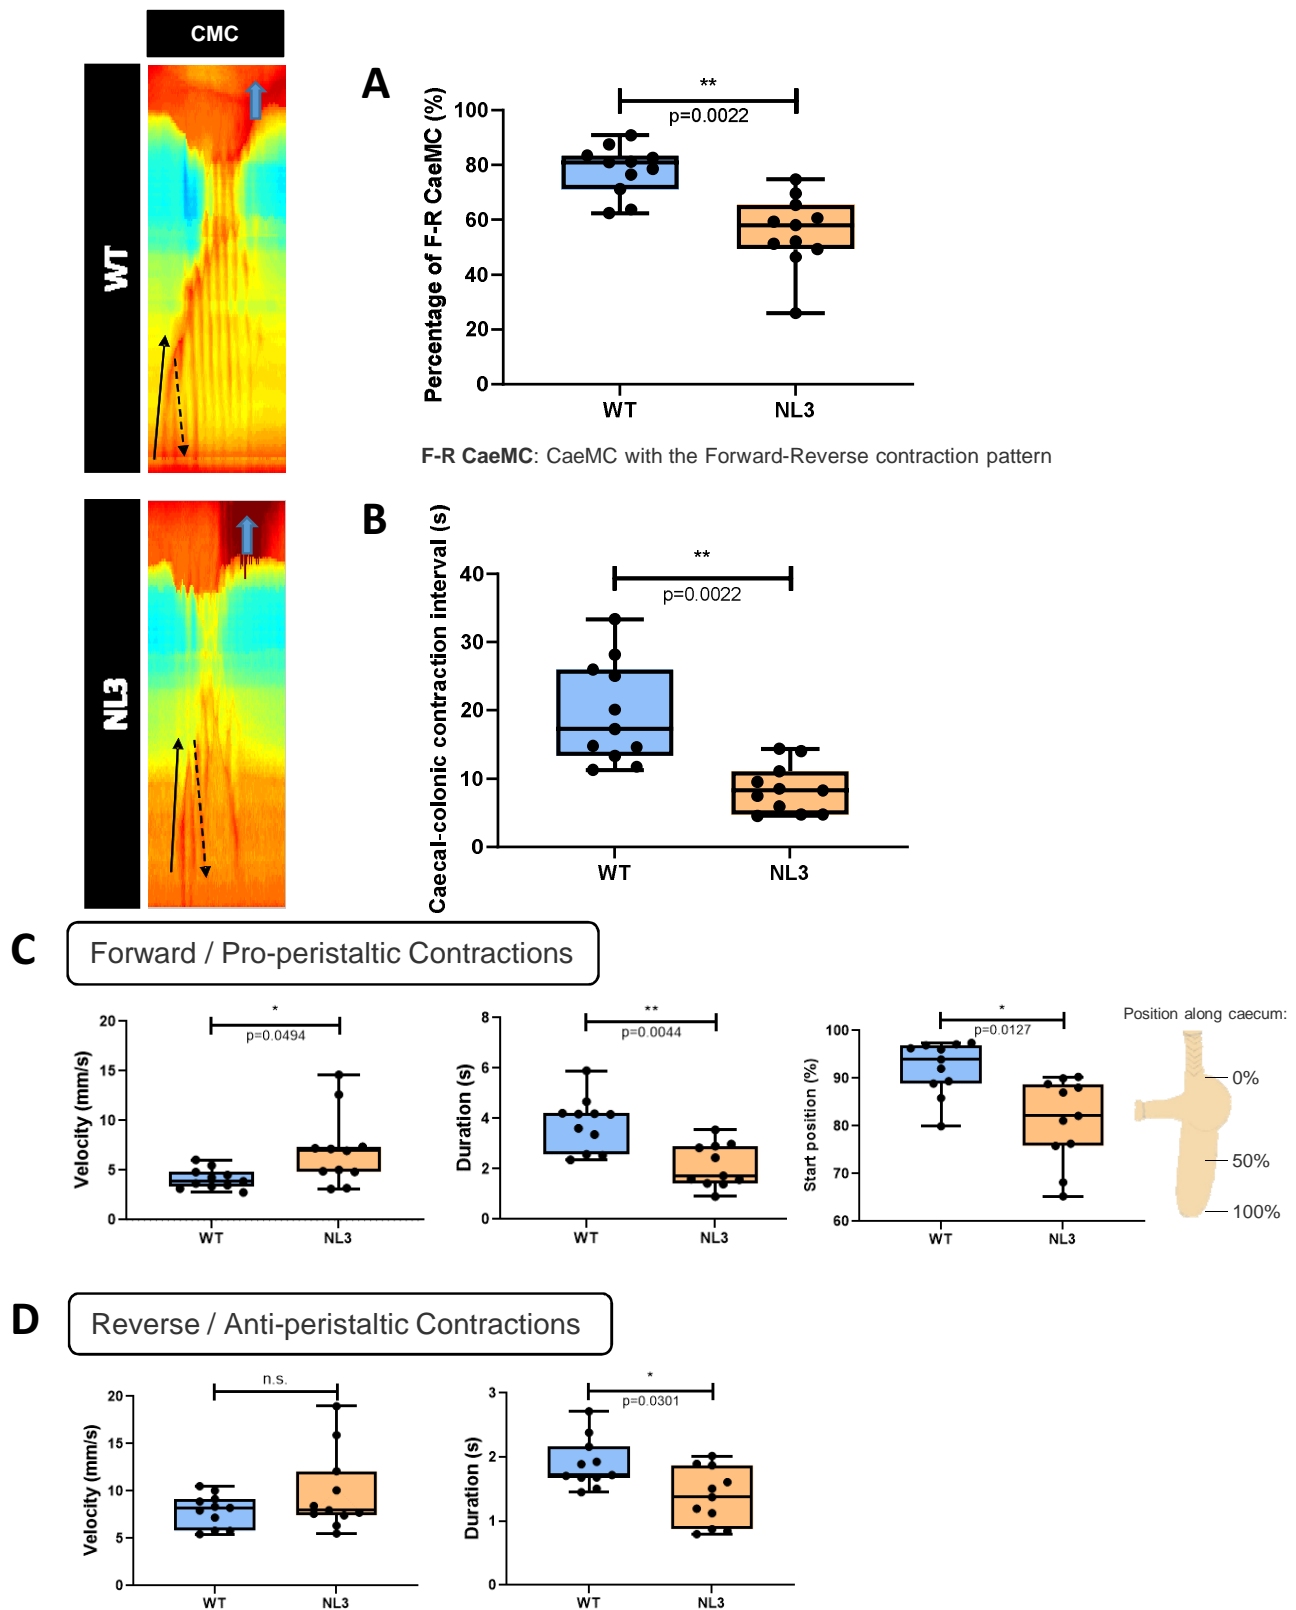 CMC
WT
NL3
A
Percentage of F-R CaeMC (%)
100
80
60
40
20
0
**
p=0.0022
WT
NL3
F-R CaeMC: CaeMC with the Forward-Reverse contraction pattern
B
Caecal-colonic contraction interval (s)
40
30
20
10
0
**
p=0.0022
WT
NL3
C
Forward / Pro-peristaltic Contractions
Velocity (mm/s)
20
15
10
5
0
*
p=0.0494
WT
NL3
Duration (s)
8
6
4
2
0
**
p=0.0044
WT
NL3
Start position (%)
100
90
80
70
60
*
p=0.0127
WT
NL3
Position along caecum:
0%
50%
100%
D
Reverse / Anti-peristaltic Contractions
Velocity (mm/s)
20
15
10
5
0
n.s.
WT
NL3
Duration (s)
3
2
1
0
*
p=0.0301
WT
NL3